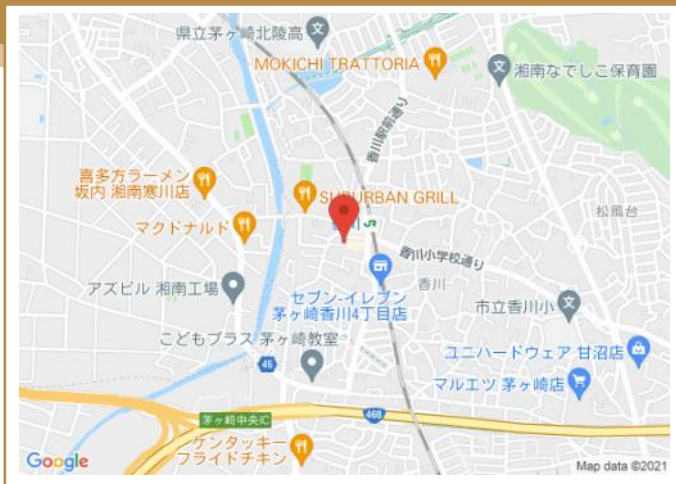 県立茅ヶ崎北陵高
MOKICHI TRATTORIA
湘南なでしこ保育園
香川駅前通り
喜多方ラーメン
坂内 湘南寒川店
SUBURBAN GRILL
松風台
マクドナルド
香川
香川小学校通り
アズビル 湘南工場
香川
セブン-イレブン
茅ヶ崎香川4丁目店
市立香川小
こどもプラス 茅ヶ崎教室
45
ユニハードウェア 甘沼店
マルエツ 茅ヶ崎店
茅ヶ崎中央IC
468
ケンタッキー
フライドチキン
Google
Map data ©2021